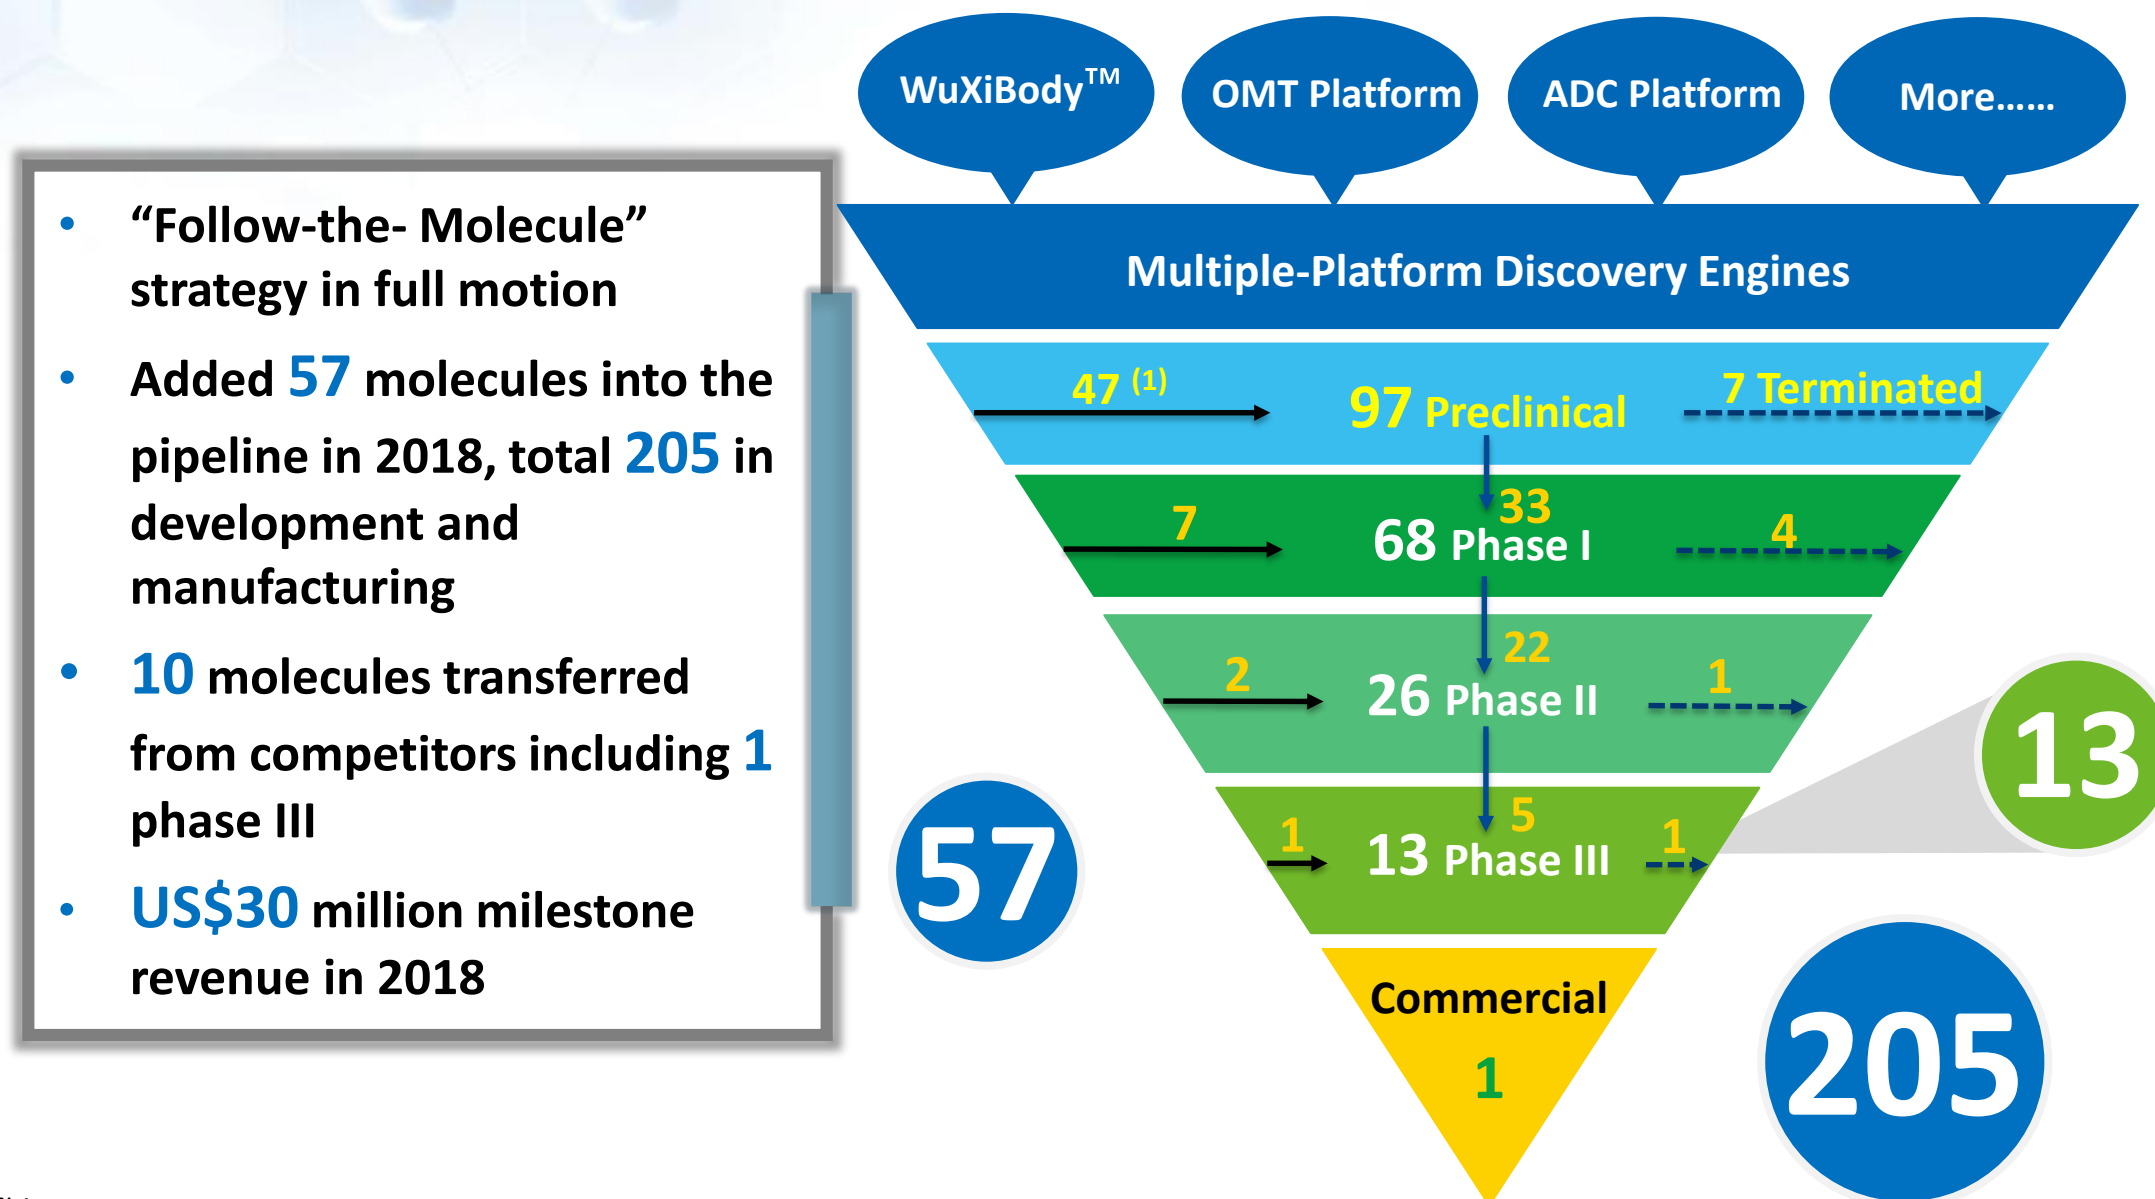 WuXiBody™
OMT Platform
ADC Platform
More......
• “Follow-the- Molecule”
strategy in full motion
• Added 57 molecules into the
pipeline in 2018, total 205 in
development and
manufacturing
• 10 molecules transferred
from competitors including 1
phase III
• US$30 million milestone
revenue in 2018
Multiple-Platform Discovery Engines
47 (1)
97 Preclinical
7 Terminated
33
7
68 Phase I
4
22
2
26 Phase II
1
5
1
13 Phase III
1
Commercial
1
57
13
205